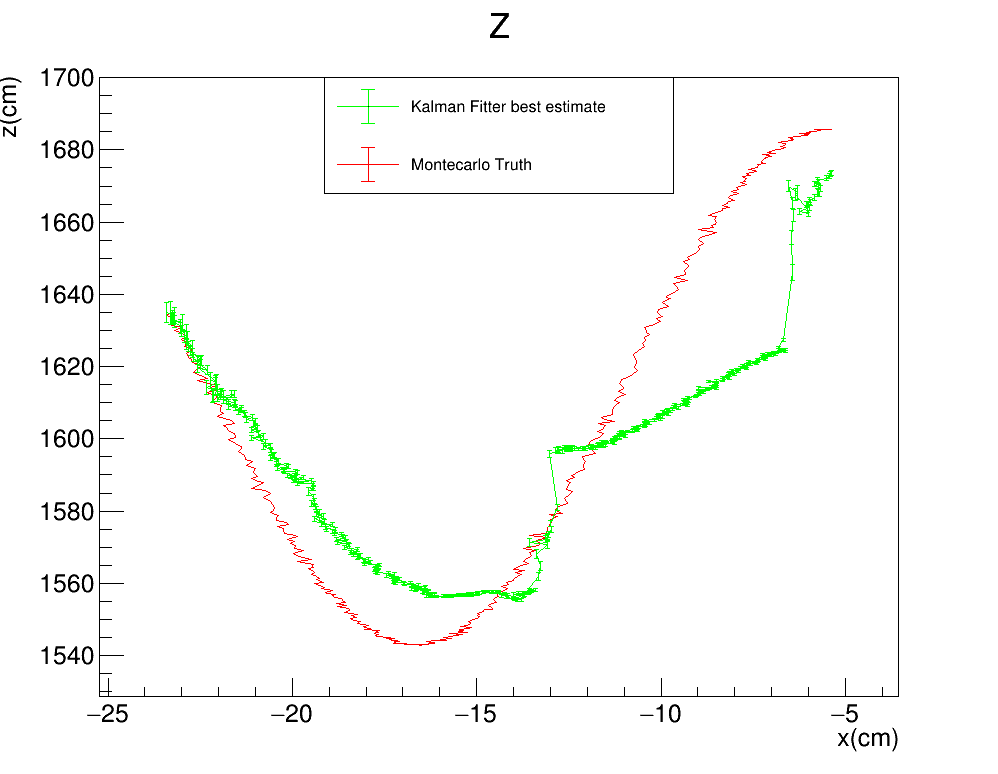 Z
z(cm)
1700
1680
1660
1640
1620
1600
1580
1560
1540
Kalman Fitter best estimate
Montecarlo Truth
−25 −20 −15 −10 −5
x(cm)